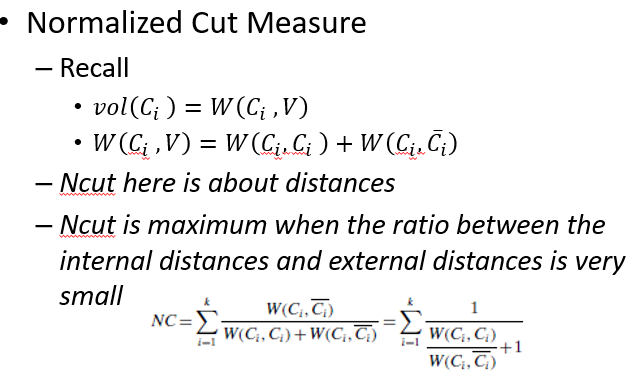 • Normalized Cut Measure
– Recall
• vol(C_i ) = W(C_i ,V)
• W(C_i ,V) = W(C_i, C_i ) + W(C_i, C̄_i)
– Ncut here is about distances
– Ncut is maximum when the ratio between the
internal distances and external distances is very
small
NC = \sum_{i=1}^{k} \frac{W(C_i, \overline{C_i})}{W(C_i, C_i) + W(C_i, \overline{C_i})} = \sum_{i=1}^{k} \frac{1}{\frac{W(C_i, C_i)}{W(C_i, \overline{C_i})} + 1}